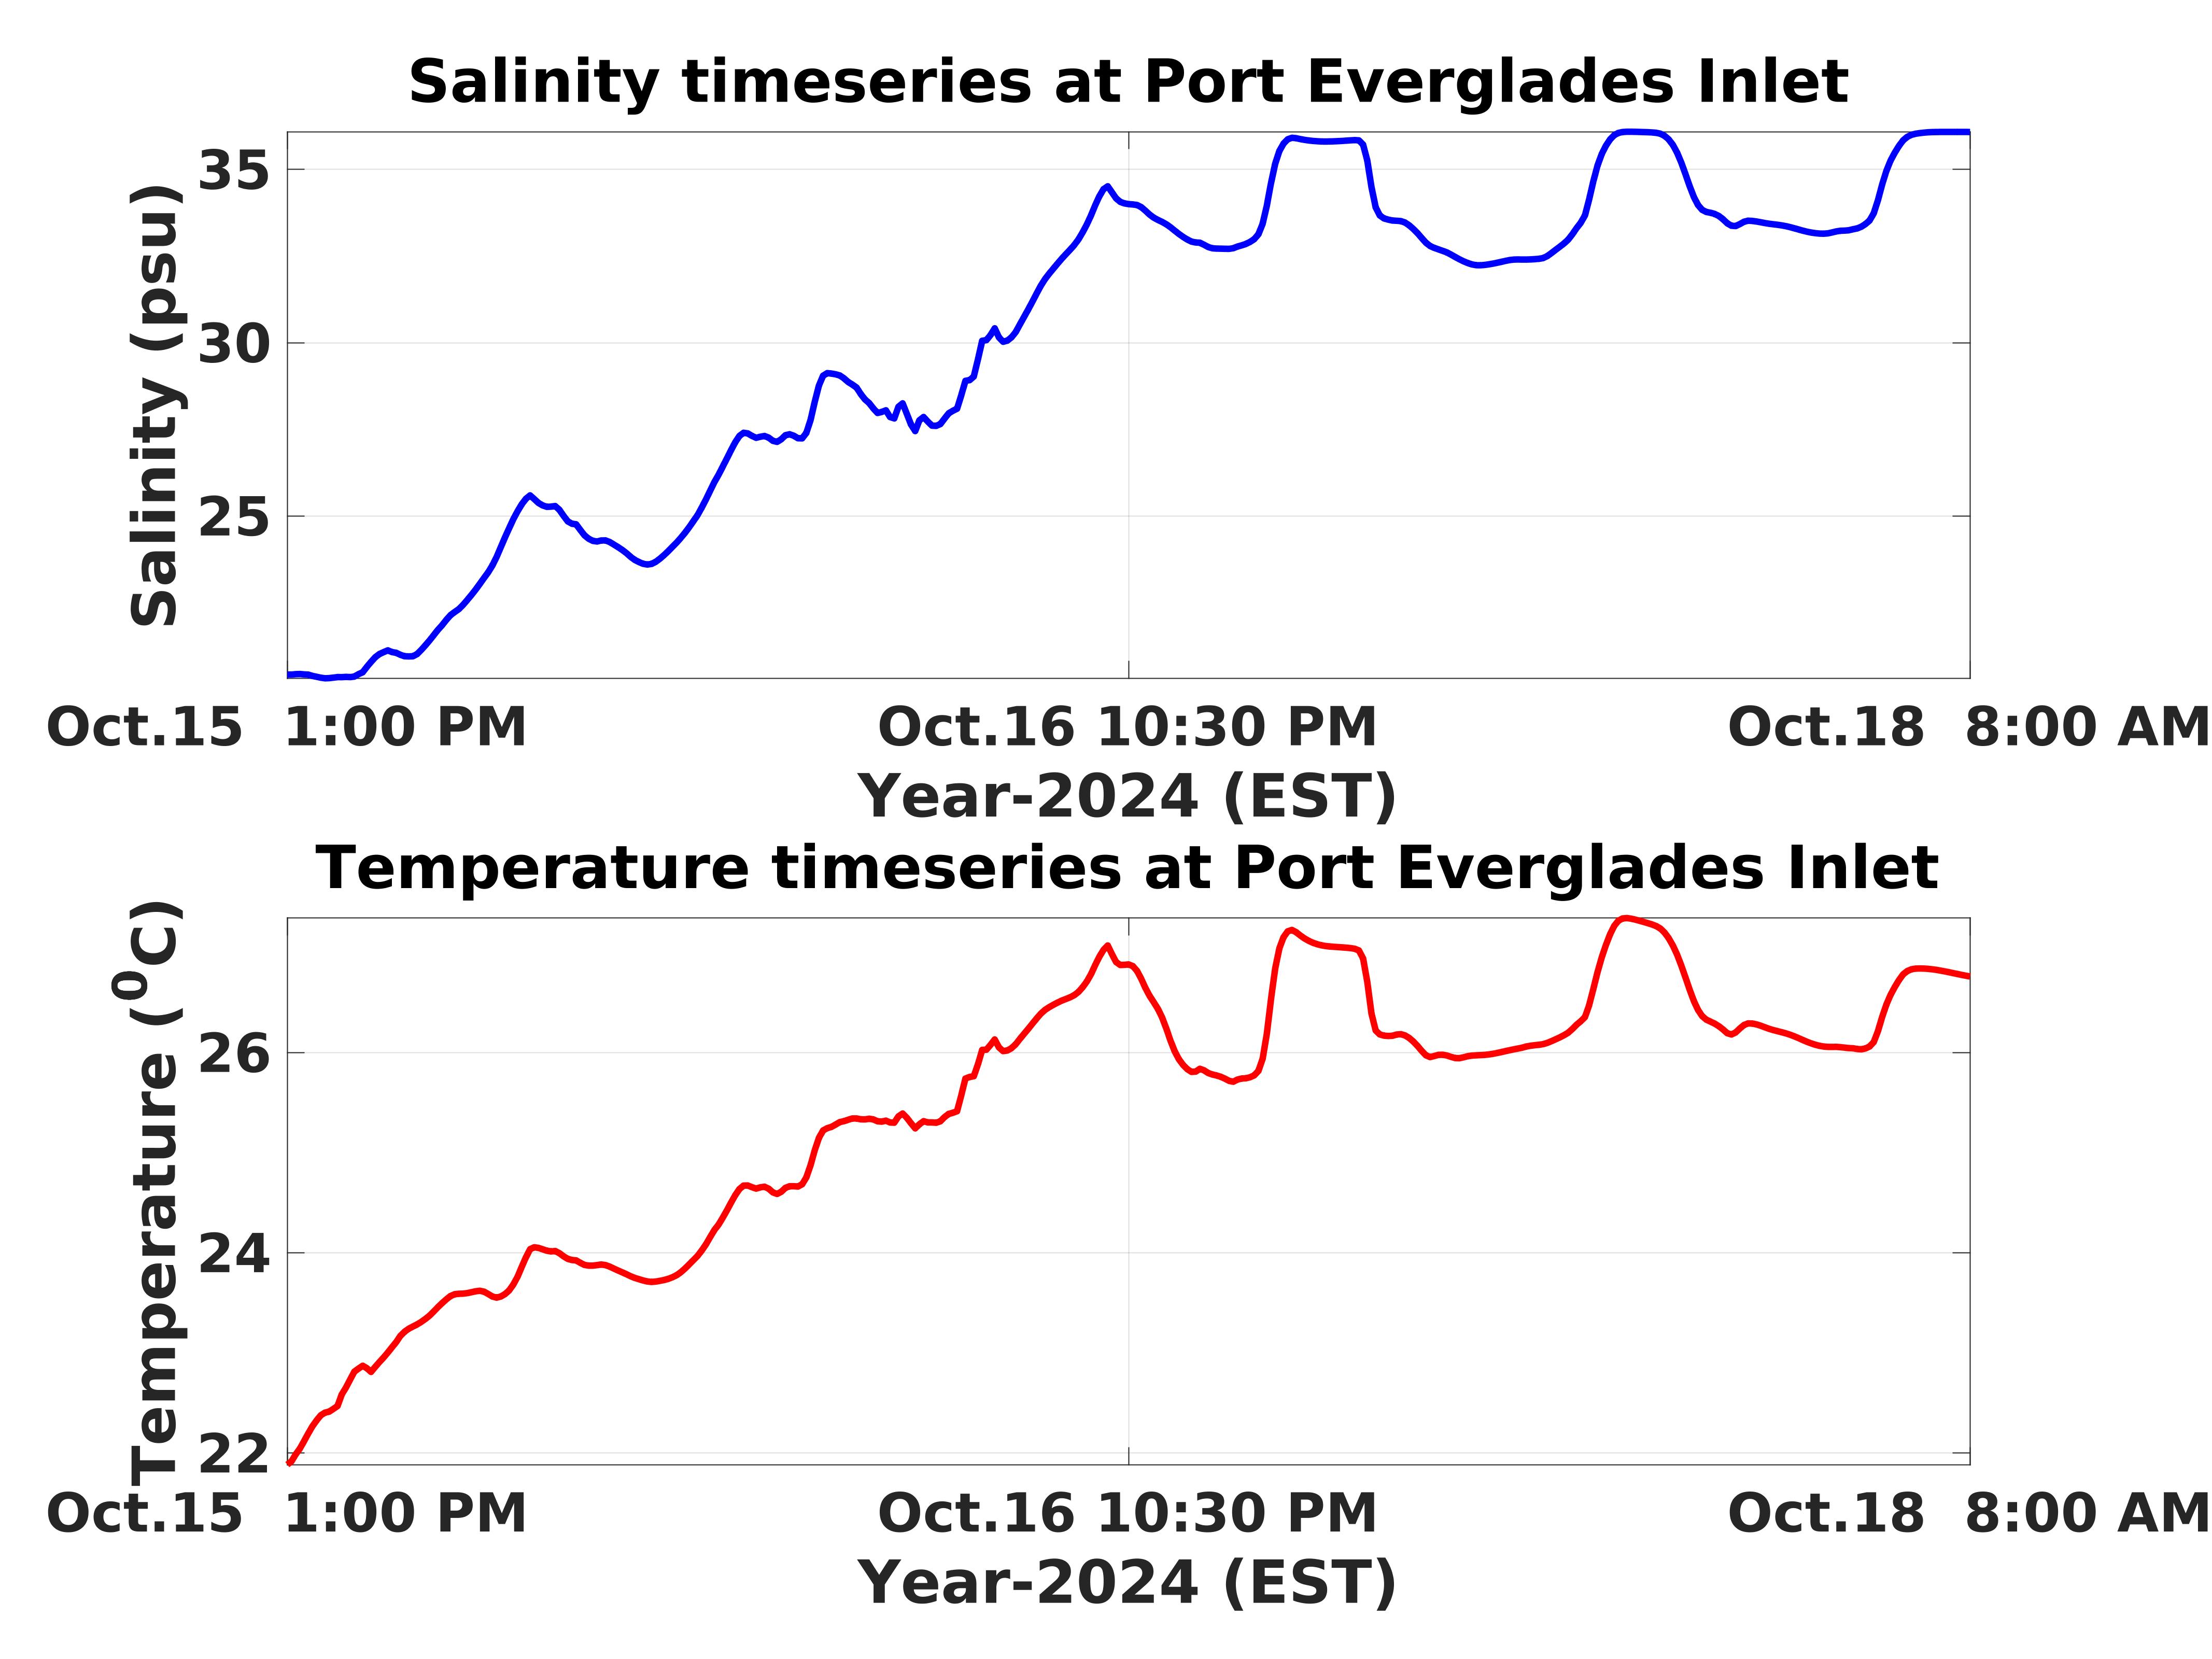 Salinity timeseries at Port Everglades Inlet
Salinity (psu)
35
30
25
Oct.15  1:00 PM
Oct.16 10:30 PM
Oct.18  8:00 AM
Year-2024 (EST)
Temperature timeseries at Port Everglades Inlet
Temperature (⁰C)
26
24
22
Oct.15  1:00 PM
Oct.16 10:30 PM
Oct.18  8:00 AM
Year-2024 (EST)